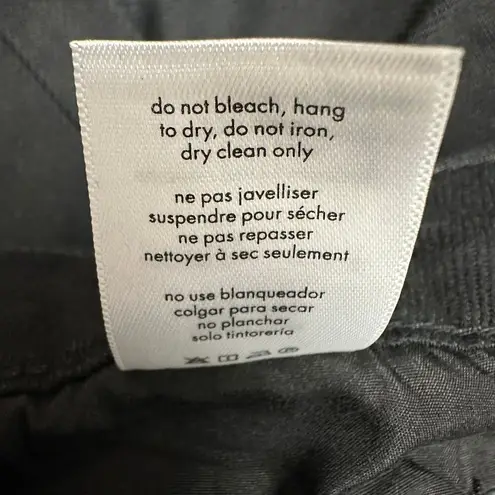 do not bleach, hang
to dry, do not iron,
dry clean only
ne pas javelliser
suspendre pour sécher
ne pas repasser
nettoyer à sec seulement
no use blanqueador
colgar para secar
no planchar
solo tintorería